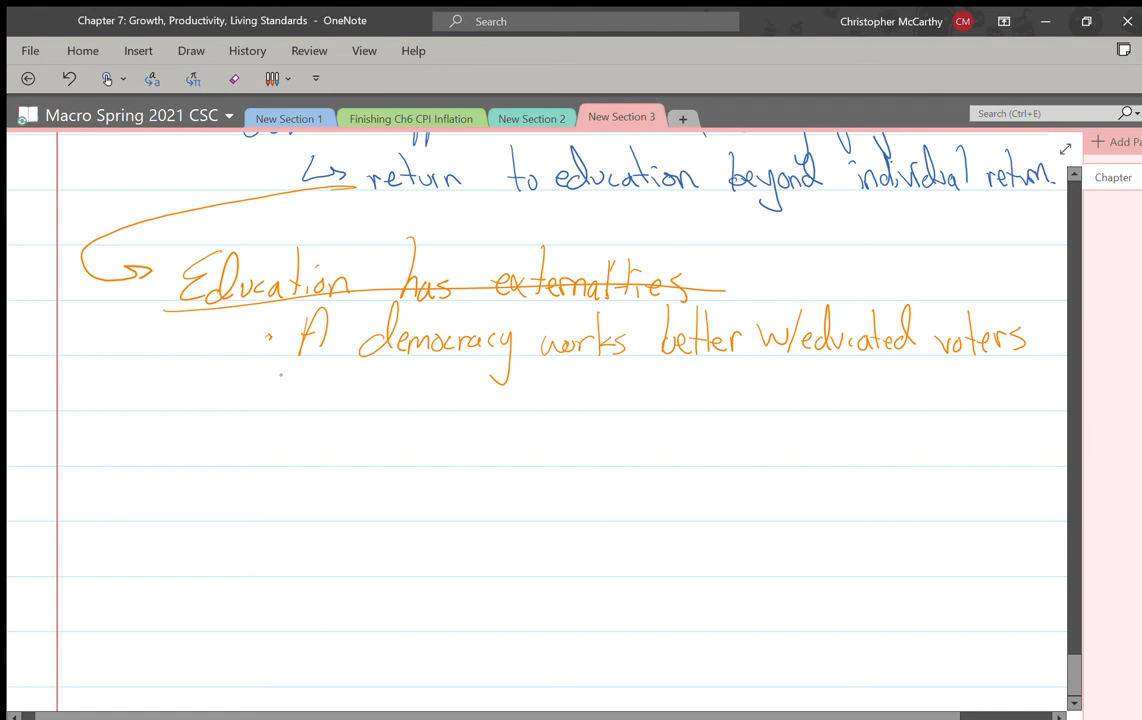 Chapter 7: Growth, Productivity, Living Standards - OneNote
Search
Christopher McCarthy CM
File Home Insert Draw History Review View Help
Macro Spring 2021 CSC
New Section 1 Finishing Ch6 CPI Inflation New Section 2 New Section 3
Search (Ctrl+E)
Add Pa
Chapter
return to education beyond individual return.
Education has externalities
A democracy works better w/educated voters